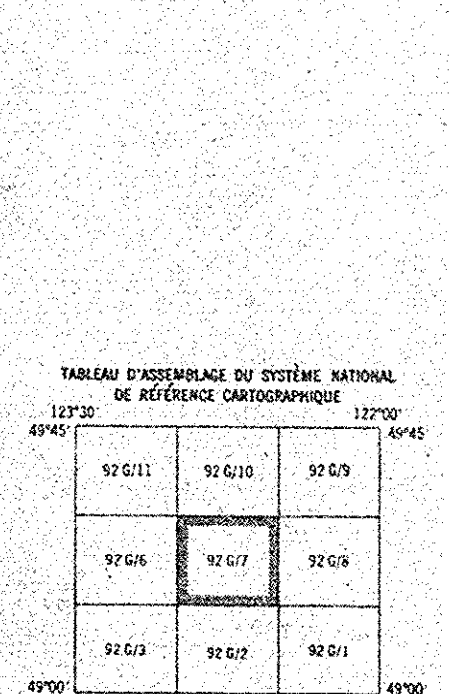 TABLEAU D'ASSEMBLAGE DU SYSTÈME NATIONAL
DE RÉFÉRENCE CARTOGRAPHIQUE
123°30' 122°00'
49°45' 49°45'
92 G/11 92 G/10 92 G/9
92 G/6 92 G/7 92 G/8
92 G/3 92 G/2 92 G/1
49°00' 49°00'